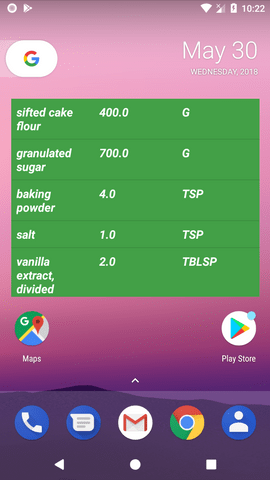 10:22
G
May 30
WEDNESDAY, 2018
sifted cake 400.0 G
flour
granulated 700.0 G
sugar
baking 4.0 TSP
powder
salt 1.0 TSP
vanilla 2.0 TBLSP
extract,
divided
Maps
Play Store